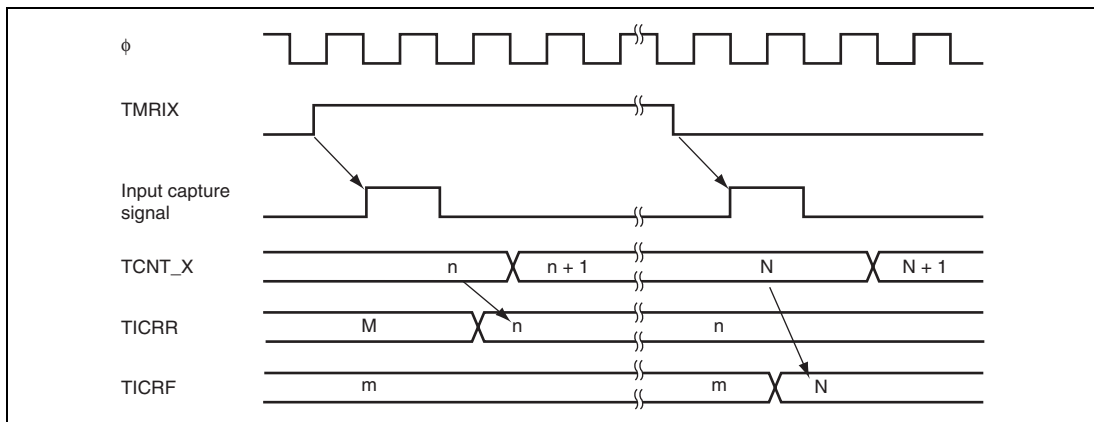 ϕ
TMRIX
Input capture
signal
TCNT_X n n + 1 N N + 1
TICRR M n n
TICRF m m N